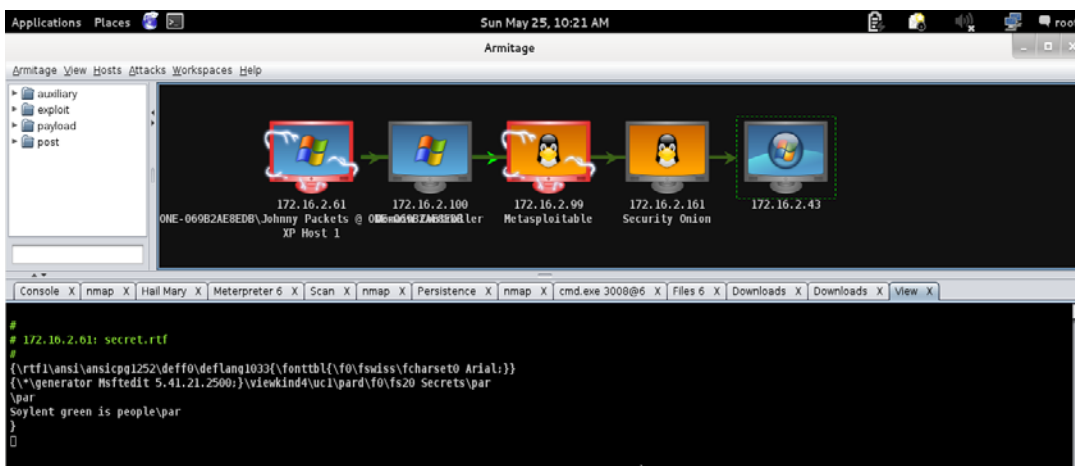 Applications Places Sun May 25, 10:21 AM root
Armitage
Armitage View Hosts Attacks Workspaces Help
auxiliary
exploit
payload
post
172.16.2.61 172.16.2.100 172.16.2.99 172.16.2.161 172.16.2.43
ONE-069B2AE8EDB\Johnny Packets @ Metasploitable Security Onion
XP Host 1
Console X nmap X Hail Mary X Meterpreter 6 X Scan X nmap X Persistence X nmap X cmd.exe 3008@6 X Files 6 X Downloads X Downloads X View X
#
# 172.16.2.61: secret.rtf
#
{\rtf1\ansi\ansicpg1252\deff0\deflang1033{\fonttbl{\f0\fswiss\fcharset0 Arial;}}
{\*\generator Msftedit 5.41.21.2500;}\viewkind4\uc1\pard\f0\fs20 Secrets\par
\par
Soylent green is people\par
}